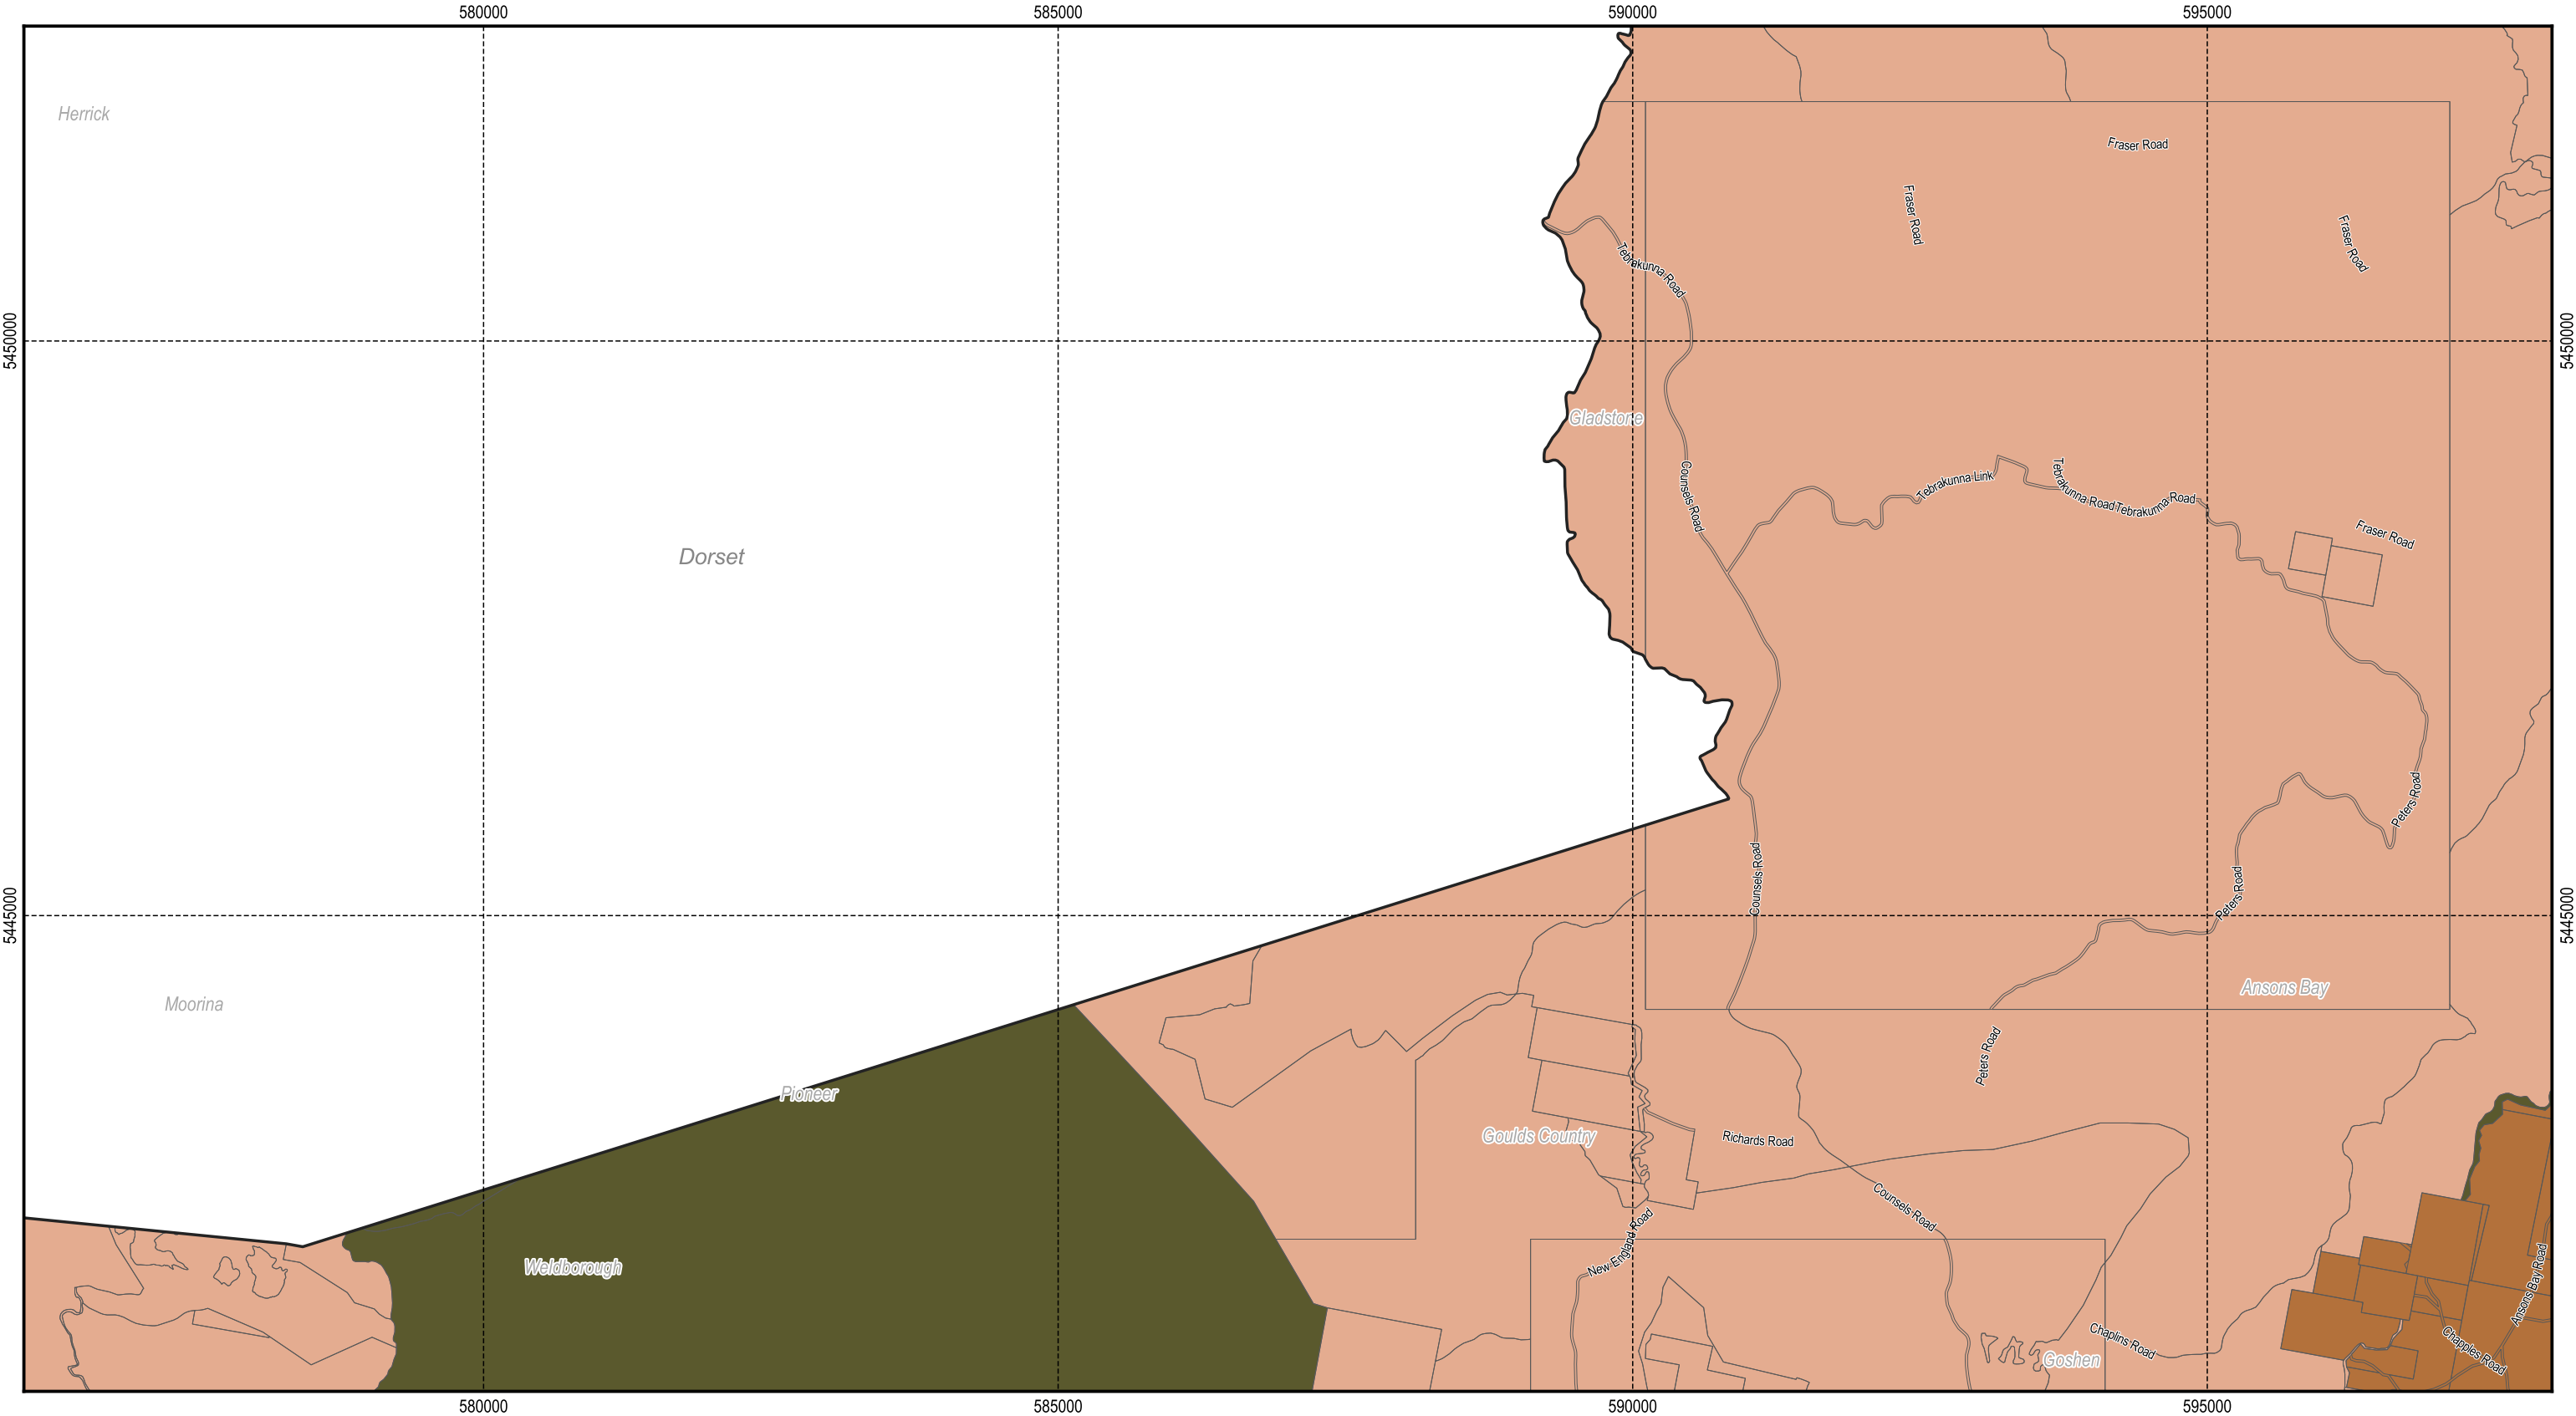 580000 585000 590000 595000
Herrick
Fraser Road
Fraser Road
Fraser Road
Tebrakunna Road
5450000
5450000
Gladstone
Counsels Road
Tebrakunna Link
Tebrakunna Road
Tebrakunna Road
Fraser Road
Dorset
Peters Road
Counsels Road
Peters Road
5445000
5445000
Ansons Bay
Moorina
Peters Road
Pioneer
Goulds Country
Richards Road
Counsels Road
New England Road
Weldborough
Ansons Bay Road
Chaplins Road
Chapples Road
Goshen
580000 585000 590000 595000